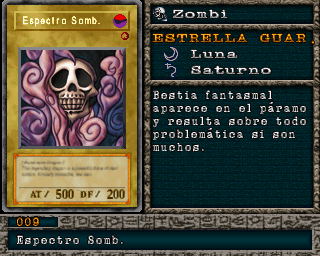 Espectro Somb.
AT/ 500 DF/ 200
Zombi
ESTRELLA GUAR.
Luna
Saturno
Bestia fantasmal
aparece en el páramo
y resulta sobre todo
problemática si son
muchos.
009
Espectro Somb.